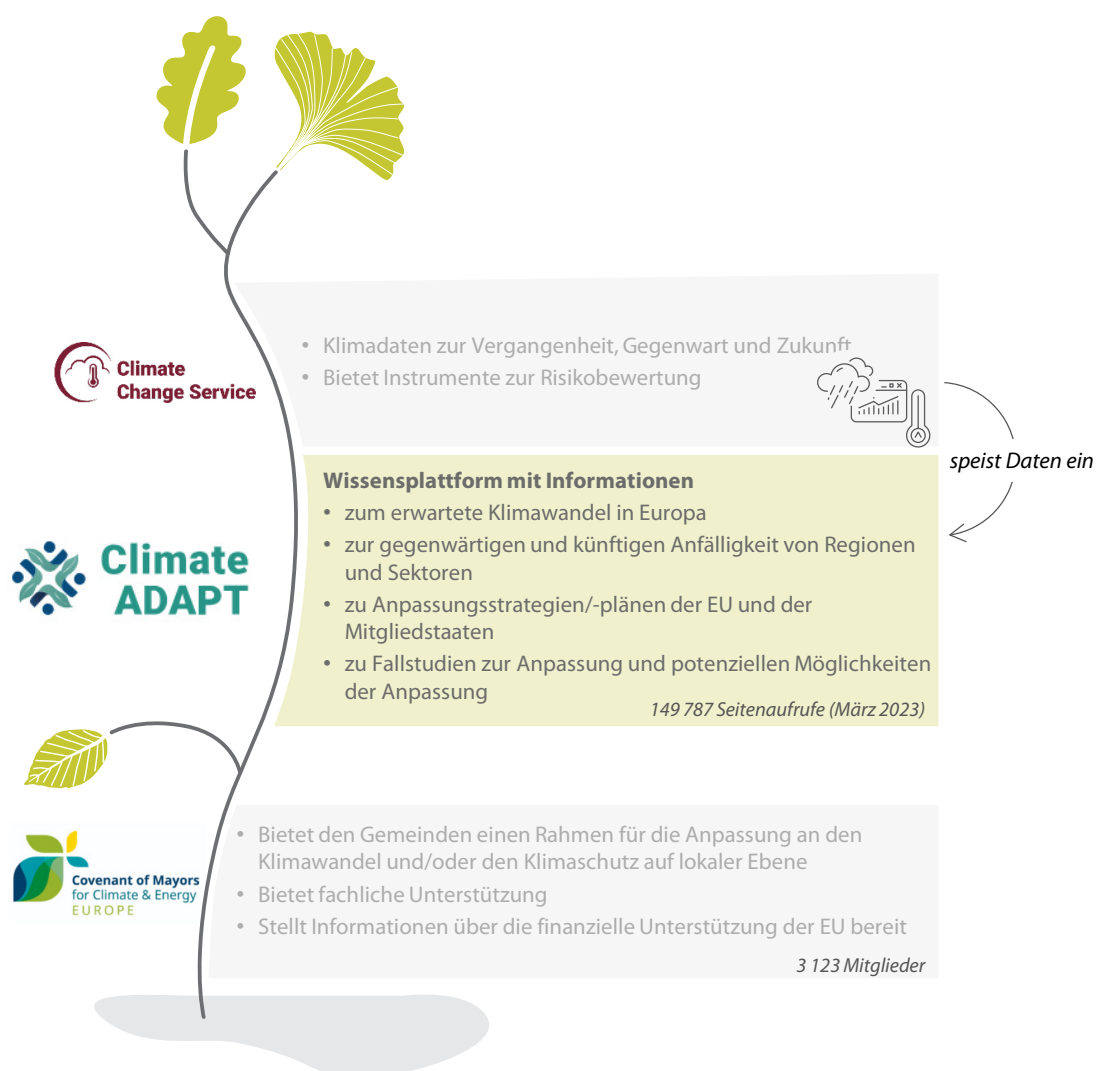 Climate
Change Service
• Klimadaten zur Vergangenheit, Gegenwart und Zukunft
• Bietet Instrumente zur Risikobewertung
speist Daten ein
Climate
ADAPT
Wissensplattform mit Informationen
• zum erwartete Klimawandel in Europa
• zur gegenwärtigen und künftigen Anfälligkeit von Regionen
und Sektoren
• zu Anpassungsstrategien/-plänen der EU und der
Mitgliedstaaten
• zu Fallstudien zur Anpassung und potenziellen Möglichkeiten
der Anpassung
149 787 Seitenaufrufe (März 2023)
Covenant of Mayors
for Climate & Energy
EUROPE
• Bietet den Gemeinden einen Rahmen für die Anpassung an den
Klimawandel und/oder den Klimaschutz auf lokaler Ebene
• Bietet fachliche Unterstützung
• Stellt Informationen über die finanzielle Unterstützung der EU bereit
3 123 Mitglieder